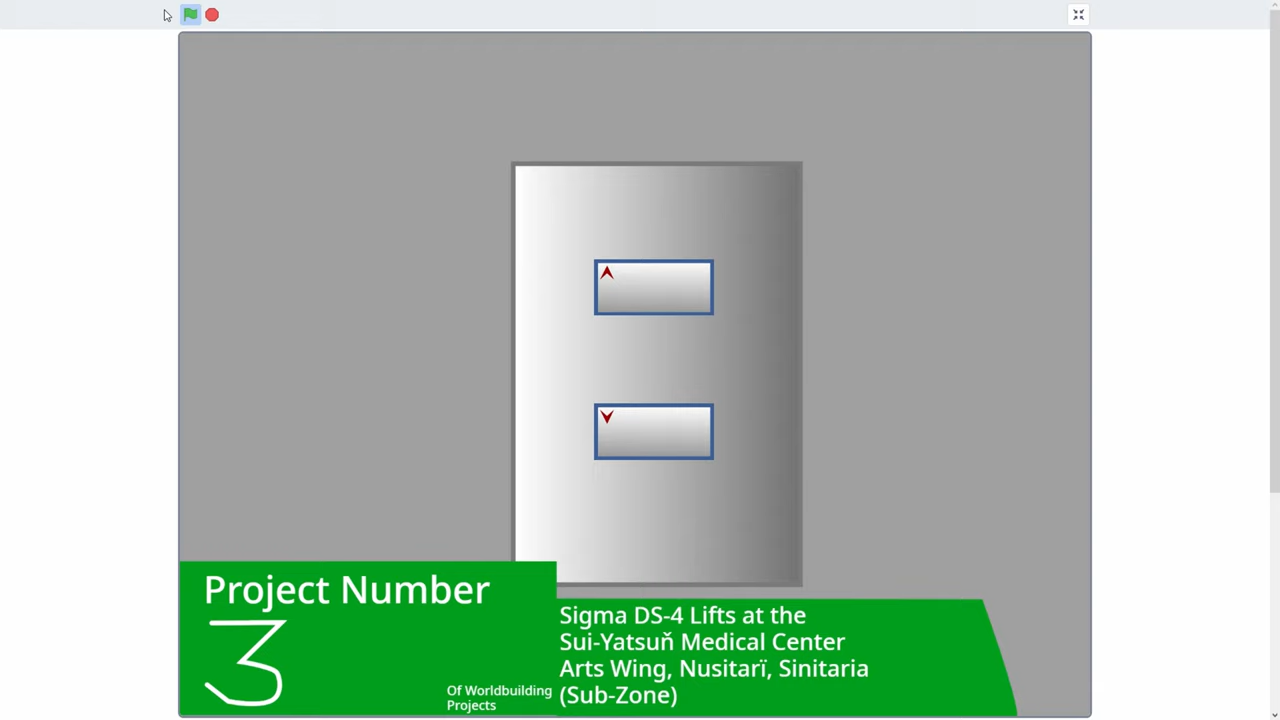 Project Number
3
Of Worldbuilding
Projects
Sigma DS-4 Lifts at the
Sui-Yatsuň Medical Center
Arts Wing, Nusitarï, Sinitaria
(Sub-Zone)